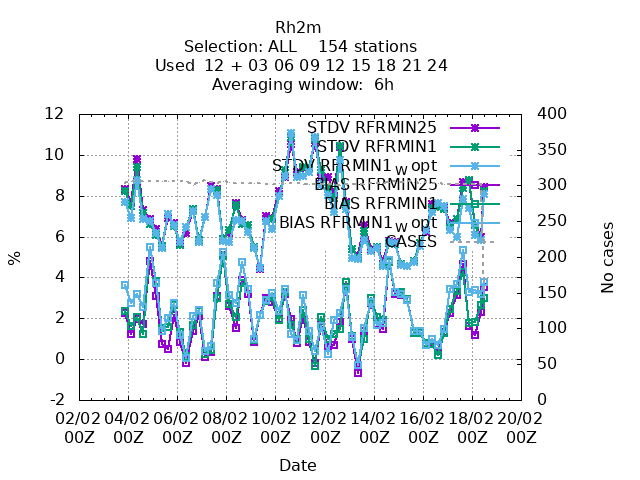 Rh2m
Selection: ALL    154 stations
Used  12 + 03 06 09 12 15 18 21 24
Averaging window:  6h
12
10
8
6
4
2
0
-2
%
400
350
300
250
200
150
100
50
0
No cases
STDV RFRMIN25
STDV RFRMIN1
STDV RFRMIN1_W opt
BIAS RFRMIN25
BIAS RFRMIN1
BIAS RFRMIN1_W opt
CASES
02/02 04/02 06/02 08/02 10/02 12/02 14/02 16/02 18/02 20/02
00Z 00Z 00Z 00Z 00Z 00Z 00Z 00Z 00Z 00Z
Date